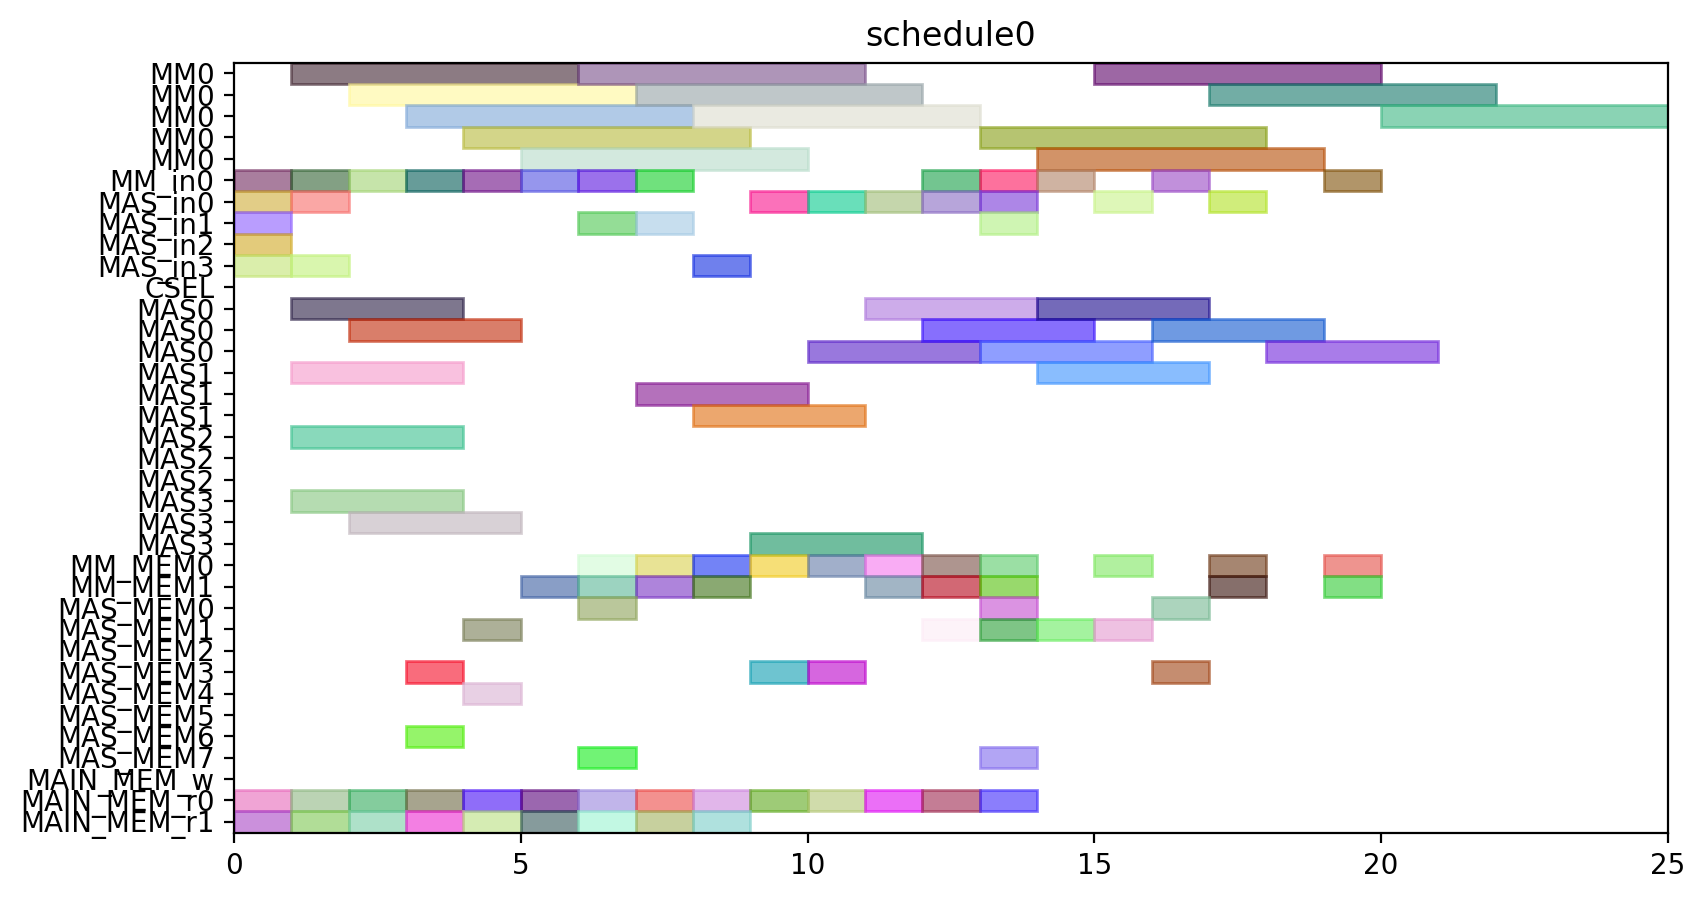 schedule0
MM0
MM0
MM0
MM0
MM0
MM_in0
MAS_in0
MAS_in1
MAS_in2
MAS_in3
CSEL
MAS0
MAS0
MAS0
MAS1
MAS1
MAS1
MAS2
MAS2
MAS2
MAS3
MAS3
MAS3
MM_MEM0
MM_MEM1
MAS_MEM0
MAS_MEM1
MAS_MEM2
MAS_MEM3
MAS_MEM4
MAS_MEM5
MAS_MEM6
MAS_MEM7
MAIN_MEM_w
MAIN_MEM_r0
MAIN_MEM_r1
0 5 10 15 20 25